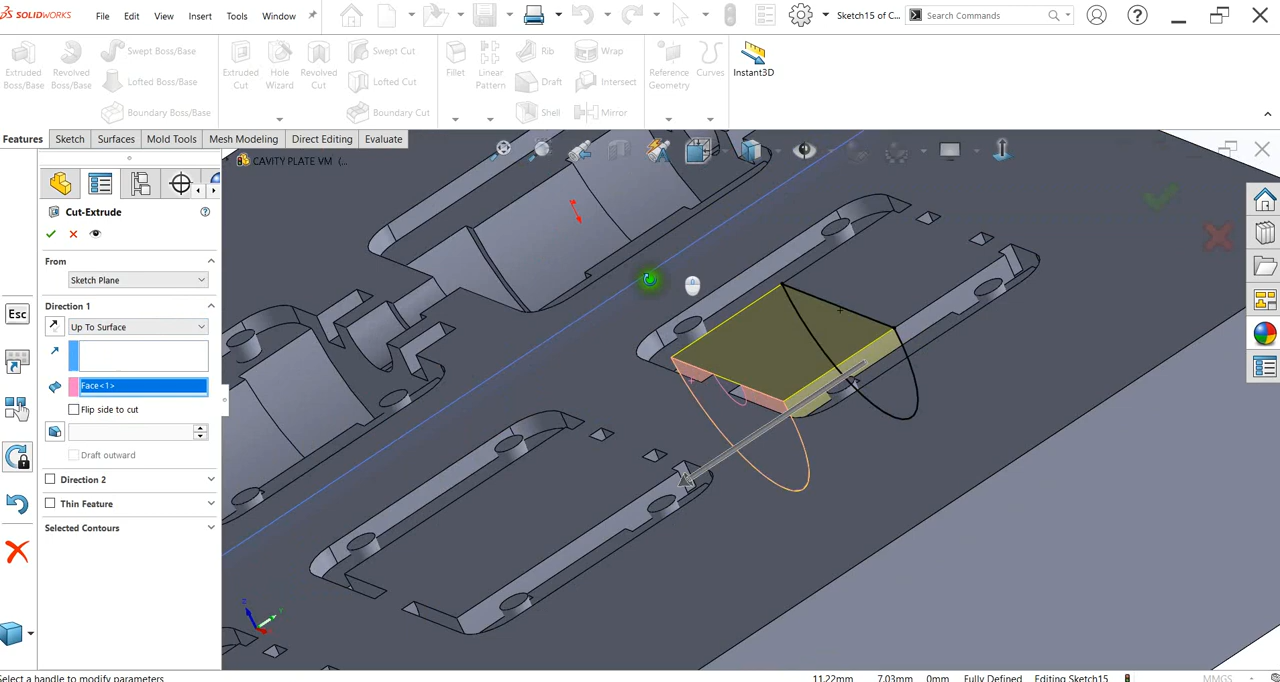 SOLIDWORKS File Edit View Insert Tools Window Sketch15 of C... Search Commands
Extruded Boss/Base
Revolved Boss/Base
Swept Boss/Base
Lofted Boss/Base
Boundary Boss/Base
Extruded Cut
Hole Wizard
Revolved Cut
Swept Cut
Lofted Cut
Boundary Cut
Fillet
Linear Pattern
Rib
Draft
Shell
Wrap
Intersect
Mirror
Reference Geometry
Curves
Instant3D
Features Sketch Surfaces Mold Tools Mesh Modeling Direct Editing Evaluate
CAVITY PLATE VM (...
Cut-Extrude
From
Sketch Plane
Direction 1
Up To Surface
Face<1>
Flip side to cut
Draft outward
Direction 2
Thin Feature
Selected Contours
Esc
Select a handle to modify parameters 11.22mm 7.03mm 0mm Fully Defined Editing Sketch15 MMGS